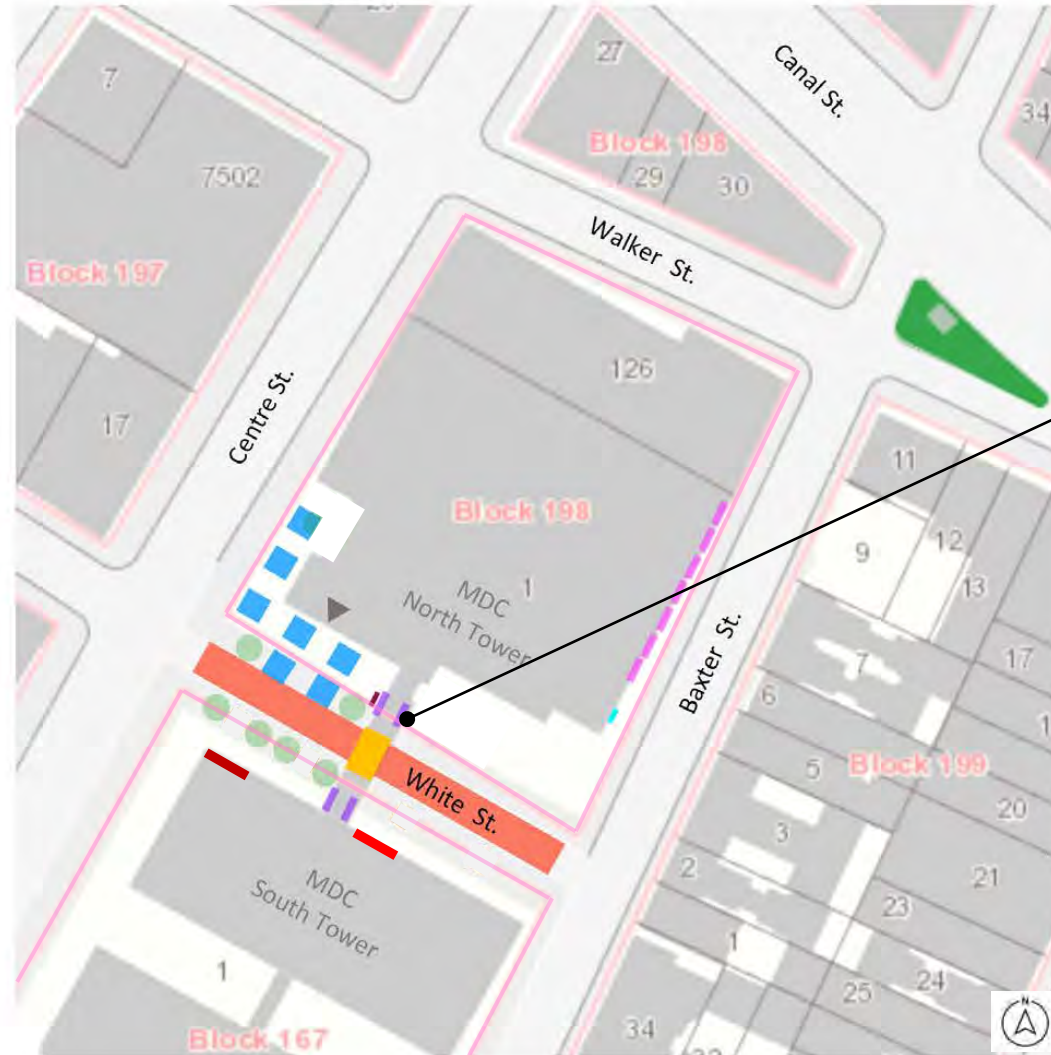 7
27
Canal St.
34
Block 198
7502
29
30
Walker St.
Block 197
126
Centre St.
17
11
Block 198
9
12
13
MDC
North Tower
1
Baxter St.
7
17
6
1
5
Block 199
White St.
3
20
2
21
MDC
South Tower
23
1
1
24
25
34
Block 167
N